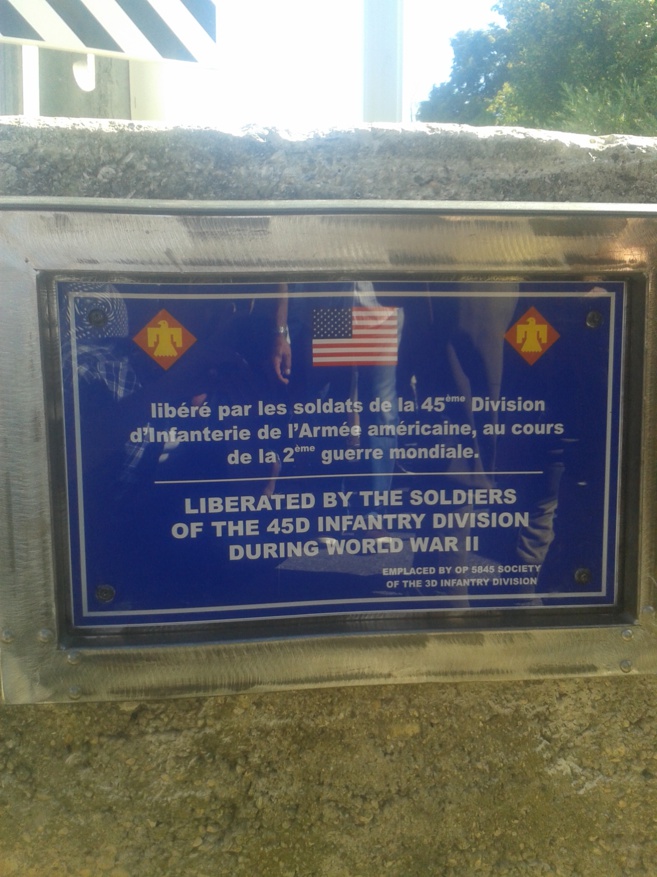 libéré par les soldats de la 45ème Division
d'Infanterie de l'Armée américaine, au cours
de la 2ème guerre mondiale.
LIBERATED BY THE SOLDIERS
OF THE 45D INFANTRY DIVISION
DURING WORLD WAR II
EMPLACED BY OP 5845 SOCIETY
OF THE 3D INFANTRY DIVISION